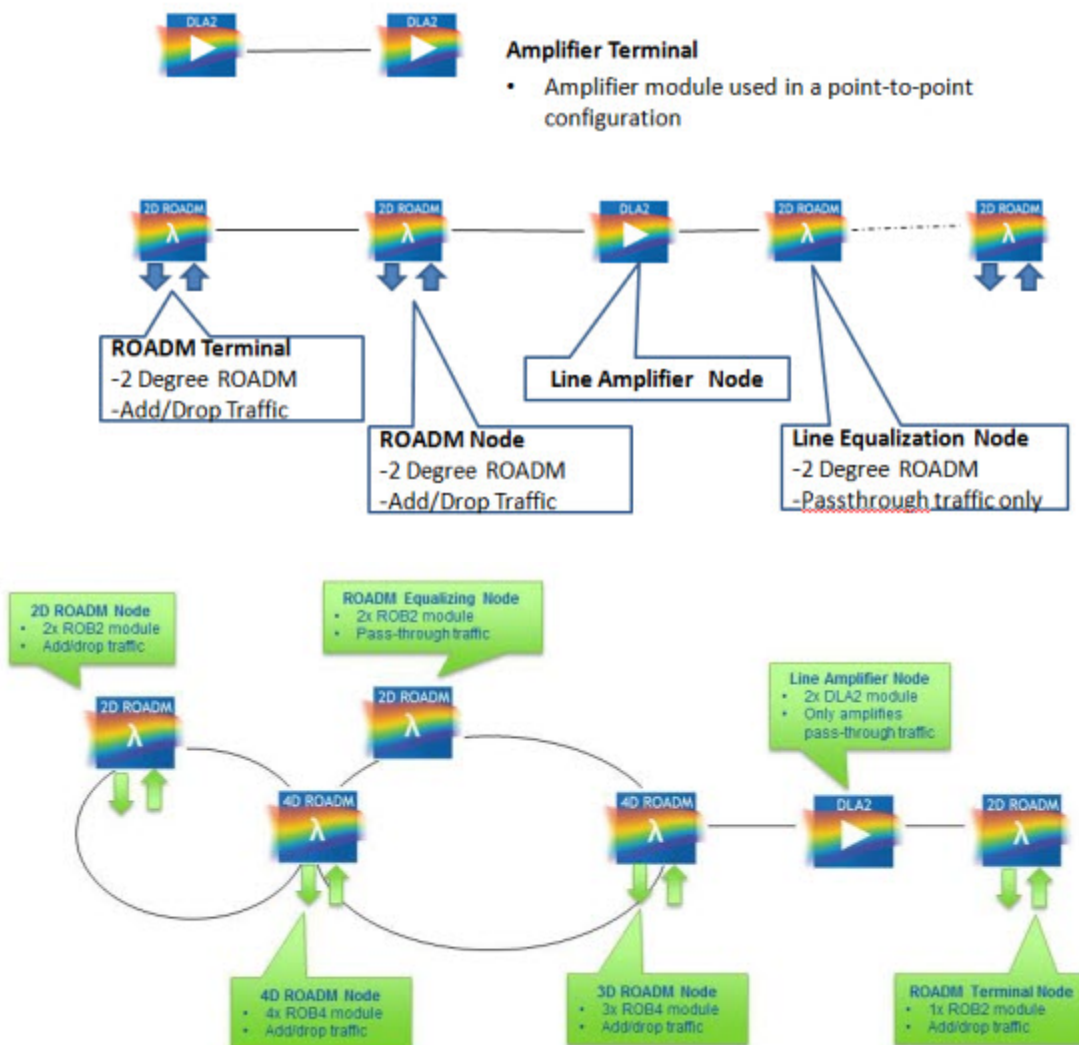 DLA2
DLA2
Amplifier Terminal
• Amplifier module used in a point-to-point
configuration
2D ROADM
λ
2D ROADM
λ
DLA2
2D ROADM
λ
2D ROADM
λ
ROADM Terminal
-2 Degree ROADM
-Add/Drop Traffic
ROADM Node
-2 Degree ROADM
-Add/Drop Traffic
Line Amplifier Node
Line Equalization Node
-2 Degree ROADM
-Passthrough traffic only
2D ROADM Node
• 2x ROB2 module
• Add/drop traffic
ROADM Equalizing Node
• 2x ROB2 module
• Pass-through traffic
Line Amplifier Node
• 2x DLA2 module
• Only amplifies
pass-through traffic
2D ROADM
λ
2D ROADM
λ
4D ROADM
λ
4D ROADM
λ
DLA2
2D ROADM
λ
4D ROADM Node
• 4x ROB4 module
• Add/drop traffic
3D ROADM Node
• 3x ROB4 module
• Add/drop traffic
ROADM Terminal Node
• 1x ROB2 module
• Add/drop traffic